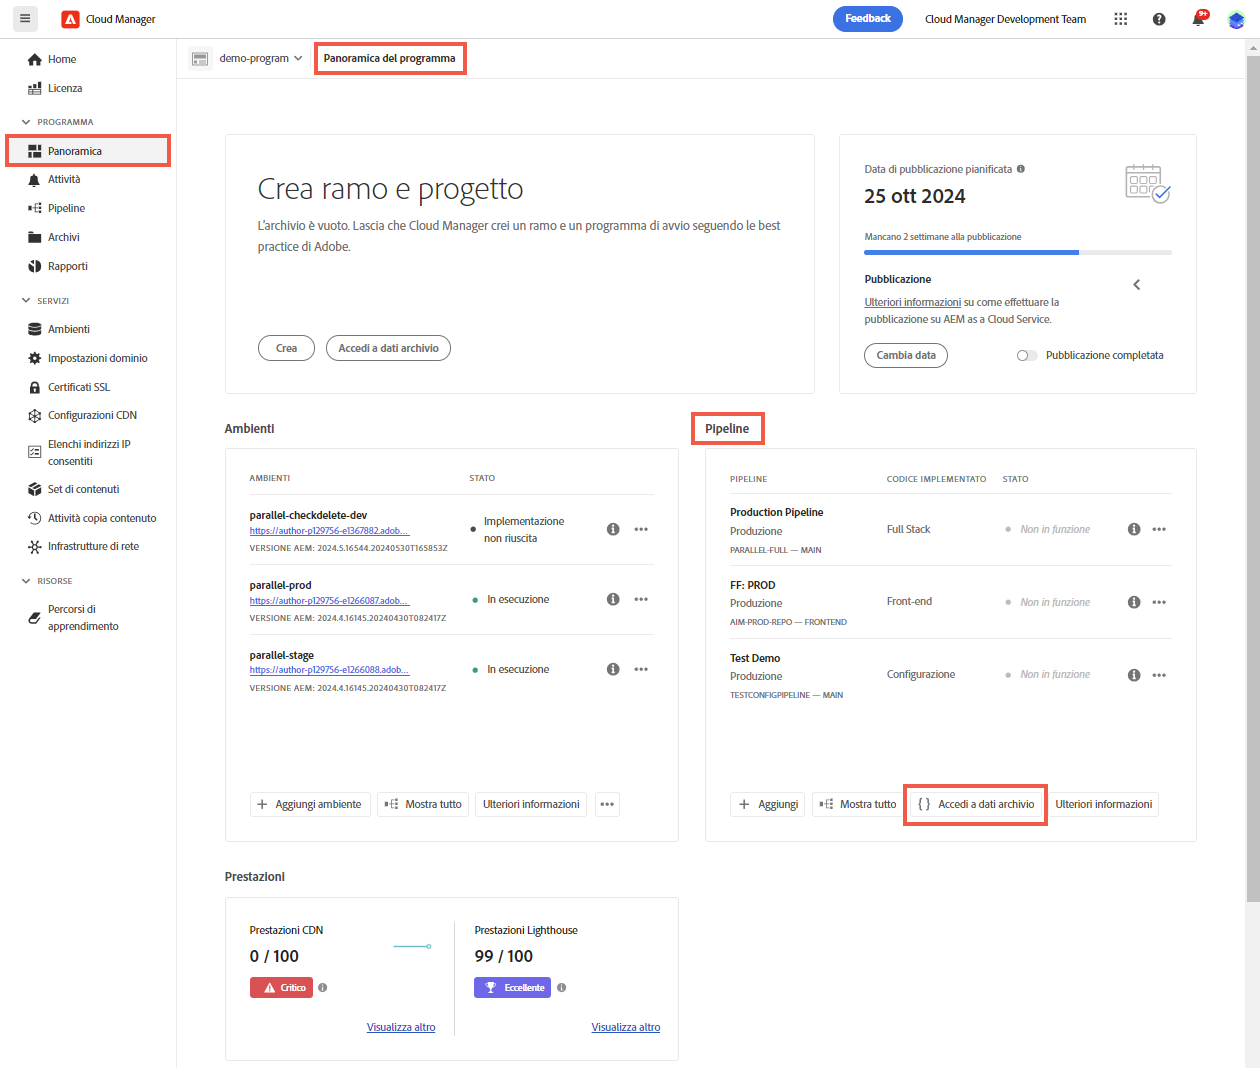 Cloud Manager
Feedback
Cloud Manager Development Team
9+
Home
Licenza
PROGRAMMA
Panoramica
Attività
Pipeline
Archivi
Rapporti
SERVIZI
Ambienti
Impostazioni dominio
Certificati SSL
Configurazioni CDN
Elenchi indirizzi IP
consentiti
Set di contenuti
Attività copia contenuto
Infrastrutture di rete
RISORSE
Percorsi di
apprendimento
demo-program
Panoramica del programma
Crea ramo e progetto
L'archivio è vuoto. Lascia che Cloud Manager crei un ramo e un programma di avvio seguendo le best
practice di Adobe.
Crea
Accedi a dati archivio
Data di pubblicazione pianificata
25 ott 2024
Mancano 2 settimane alla pubblicazione
Pubblicazione
Ulteriori informazioni su come effettuare la
pubblicazione su AEM as a Cloud Service.
Cambia data
Pubblicazione completata
Ambienti
AMBIENTI STATO
parallel-checkdelete-dev
https://author-p129756-e1367882.adob...
VERSIONE AEM: 2024.5.16544.20240530T165853Z
Implementazione
non riuscita
parallel-prod
https://author-p129756-e1266087.adob...
VERSIONE AEM: 2024.4.16145.20240430T082417Z
In esecuzione
parallel-stage
https://author-p129756-e1266088.adob...
VERSIONE AEM: 2024.4.16145.20240430T082417Z
In esecuzione
Aggiungi ambiente
Mostra tutto
Ulteriori informazioni
Pipeline
PIPELINE CODICE IMPLEMENTATO STATO
Production Pipeline
Produzione
PARALLEL-FULL — MAIN
Full Stack
Non in funzione
FF: PROD
Produzione
AIM-PROD-REPO — FRONTEND
Front-end
Non in funzione
Test Demo
Produzione
TESTCONFIGPIPELINE — MAIN
Configurazione
Non in funzione
Aggiungi
Mostra tutto
{ } Accedi a dati archivio
Ulteriori informazioni
Prestazioni
Prestazioni CDN
0 / 100
Critico
Visualizza altro
Prestazioni Lighthouse
99 / 100
Eccellente
Visualizza altro